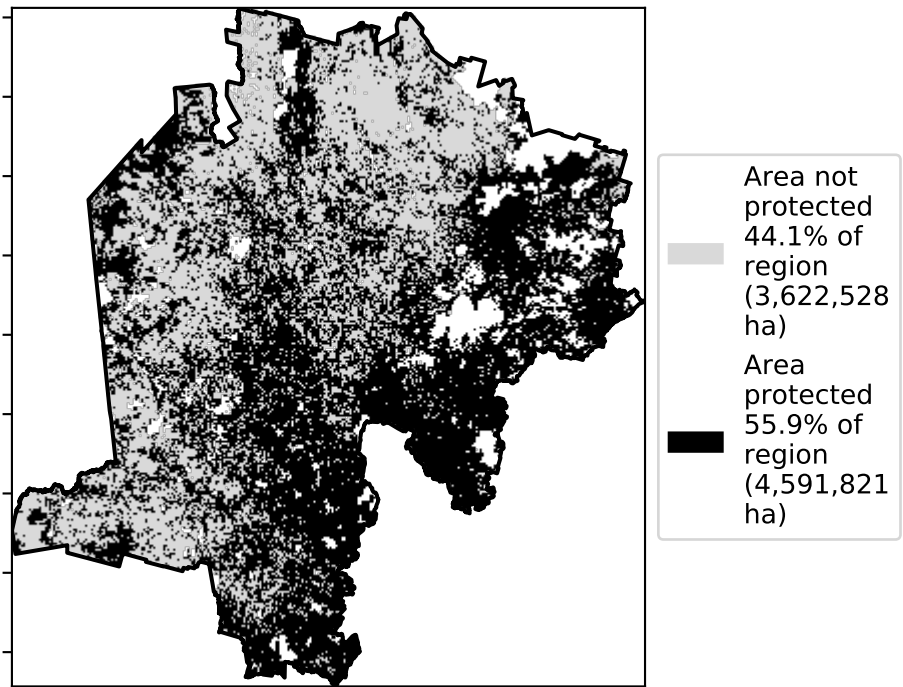 Area not
protected
44.1% of
region
(3,622,528
ha)
Area
protected
55.9% of
region
(4,591,821
ha)